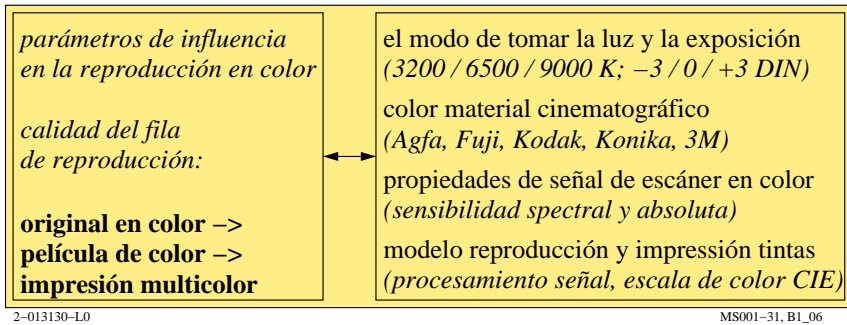 parámetros de influencia
en la reproducción en color
calidad del fila
de reproducción:
original en color −>
película de color −>
impresión multicolor
el modo de tomar la luz y la exposición
(3200 / 6500 / 9000 K; −3 / 0 / +3 DIN)
color material cinematográfico
(Agfa, Fuji, Kodak, Konika, 3M)
propiedades de señal de escáner en color
(sensibilidad spectral y absoluta)
modelo reproducción y impressión tintas
(procesamiento señal, escala de color CIE)
2−013130−L0
MS001−31, B1_06